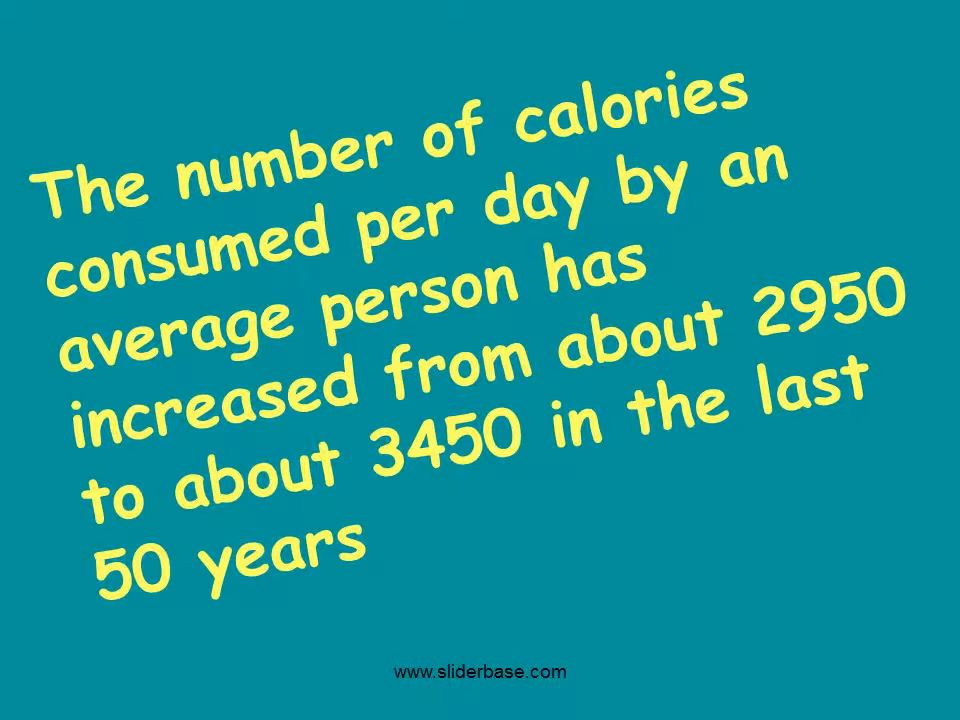 The number of calories
consumed per day by an
average person has
increased from about 2950
to about 3450 in the last
50 years
www.sliderbase.com